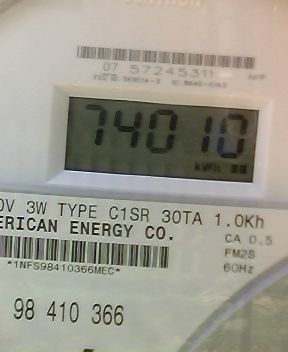 07 57245311
74010
kWh
0V 3W TYPE C1SR 30TA 1.0Kh
ERICAN ENERGY CO.
CA 0.5
FM2S
60Hz
*1NFS98410366MEC*
98 410 366